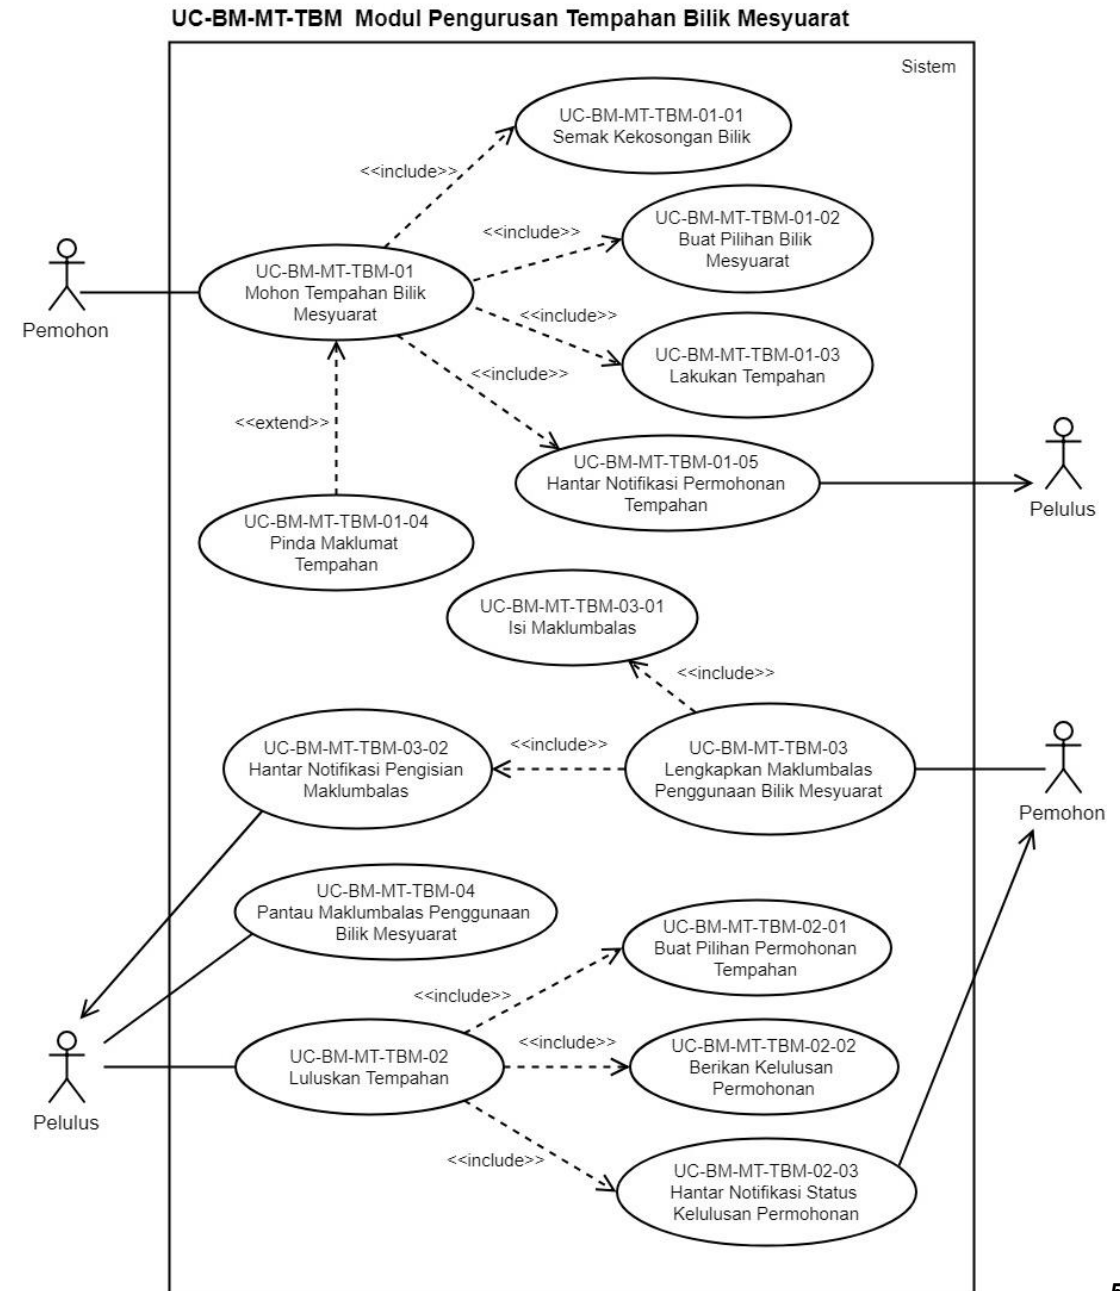 UC-BM-MT-TBM  Modul Pengurusan Tempahan Bilik Mesyuarat
Sistem
UC-BM-MT-TBM-01-01
Semak Kekosongan Bilik
<<include>>
UC-BM-MT-TBM-01-02
Buat Pilihan Bilik
Mesyuarat
<<include>>
UC-BM-MT-TBM-01
Mohon Tempahan Bilik
Mesyuarat
Pemohon
<<include>>
UC-BM-MT-TBM-01-03
Lakukan Tempahan
<<include>>
<<extend>>
UC-BM-MT-TBM-01-05
Hantar Notifikasi Permohonan
Tempahan
Pelulus
UC-BM-MT-TBM-01-04
Pinda Maklumat
Tempahan
UC-BM-MT-TBM-03-01
Isi Maklumbalas
<<include>>
UC-BM-MT-TBM-03-02
Hantar Notifikasi Pengisian
Maklumbalas
<<include>>
UC-BM-MT-TBM-03
Lengkapkan Maklumbalas
Penggunaan Bilik Mesyuarat
Pemohon
UC-BM-MT-TBM-04
Pantau Maklumbalas Penggunaan
Bilik Mesyuarat
UC-BM-MT-TBM-02-01
Buat Pilihan Permohonan
Tempahan
<<include>>
UC-BM-MT-TBM-02
Luluskan Tempahan
<<include>>
UC-BM-MT-TBM-02-02
Berikan Kelulusan
Permohonan
Pelulus
<<include>>
UC-BM-MT-TBM-02-03
Hantar Notifikasi Status
Kelulusan Permohonan